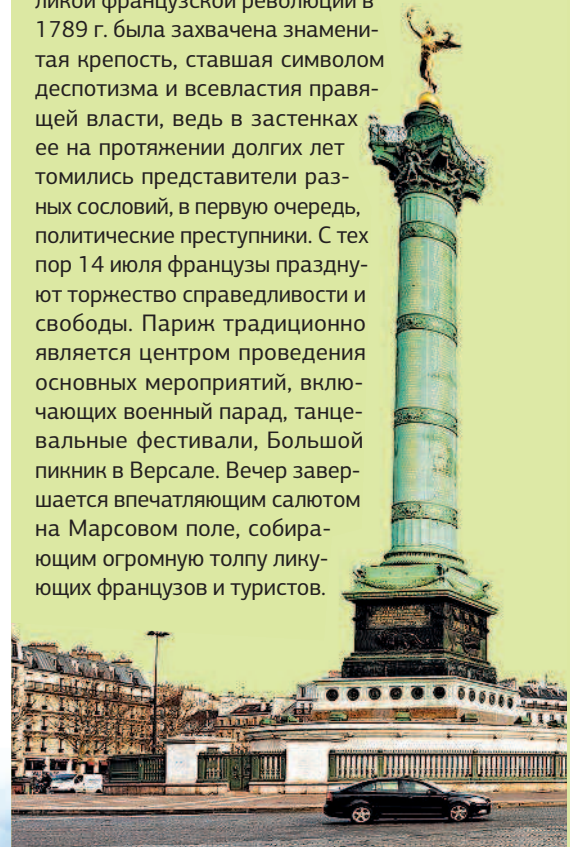 ликой французской революции в
1789 г. была захвачена знамени-
тая крепость, ставшая символом
деспотизма и всевластия правя-
щей власти, ведь в застенках
ее на протяжении долгих лет
томились представители раз-
ных сословий, в первую очередь,
политические преступники. С тех
пор 14 июля французы праздну-
ют торжество справедливости и
свободы. Париж традиционно
является центром проведения
основных мероприятий, вклю-
чающих военный парад, танце-
вальные фестивали, Большой
пикник в Версале. Вечер завер-
шается впечатляющим салютом
на Марсовом поле, собира-
ющим огромную толпу лику-
ющих французов и туристов.